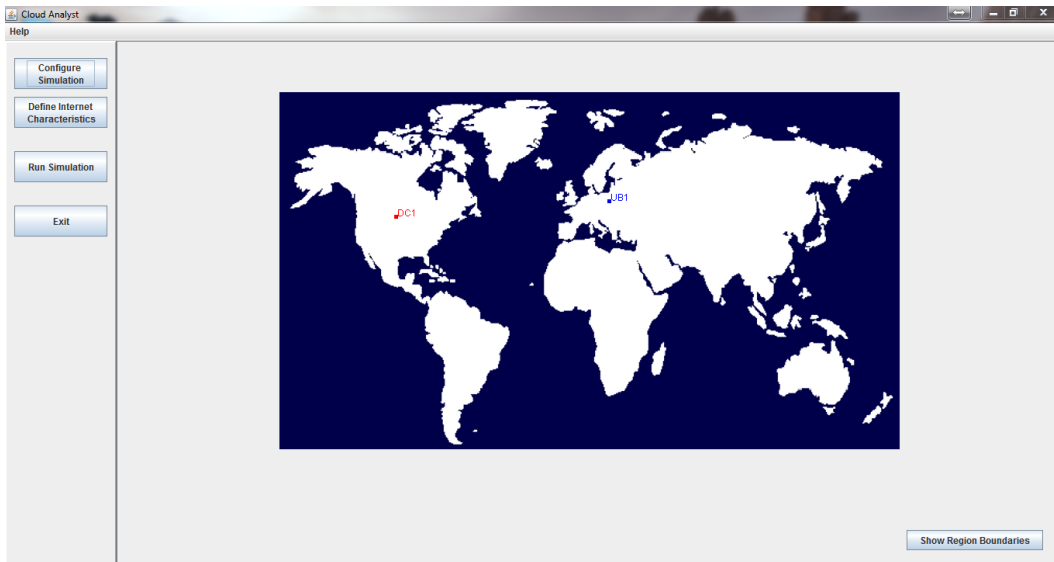 Cloud Analyst
Help
Configure
Simulation
Define Internet
Characteristics
Run Simulation
Exit
DC1
UB1
Show Region Boundaries